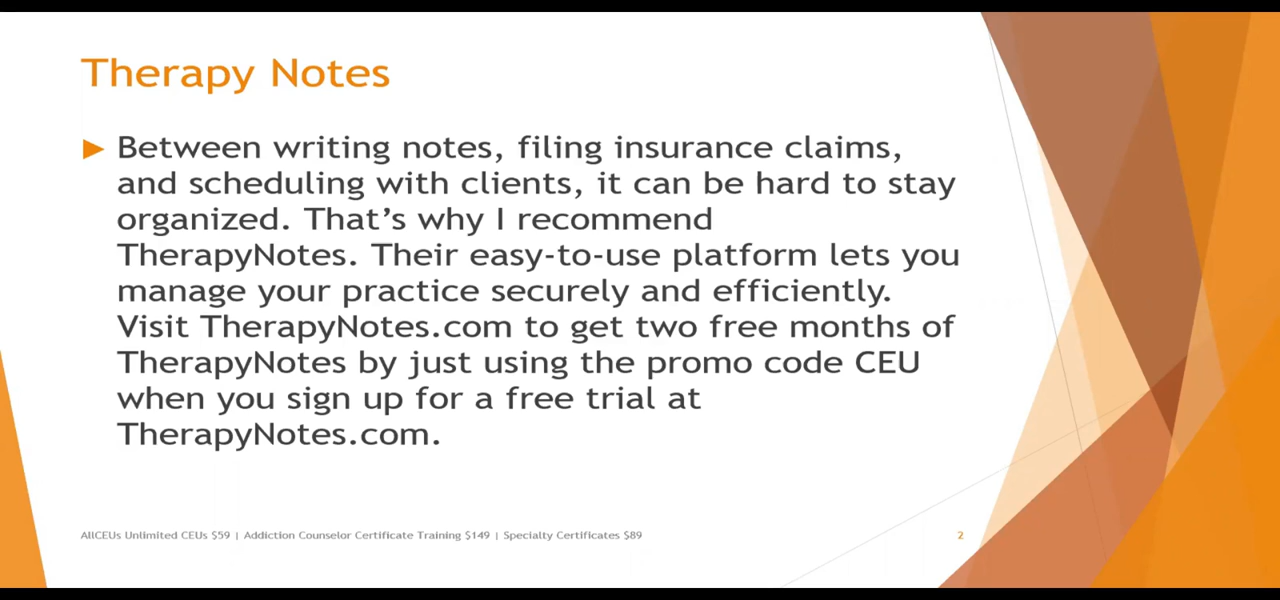 Therapy Notes
Between writing notes, filing insurance claims,
and scheduling with clients, it can be hard to stay
organized. That’s why I recommend
TherapyNotes. Their easy-to-use platform lets you
manage your practice securely and efficiently.
Visit TherapyNotes.com to get two free months of
TherapyNotes by just using the promo code CEU
when you sign up for a free trial at
TherapyNotes.com.
AllCEUs Unlimited CEUs $59 | Addiction Counselor Certificate Training $149 | Specialty Certificates $89
2